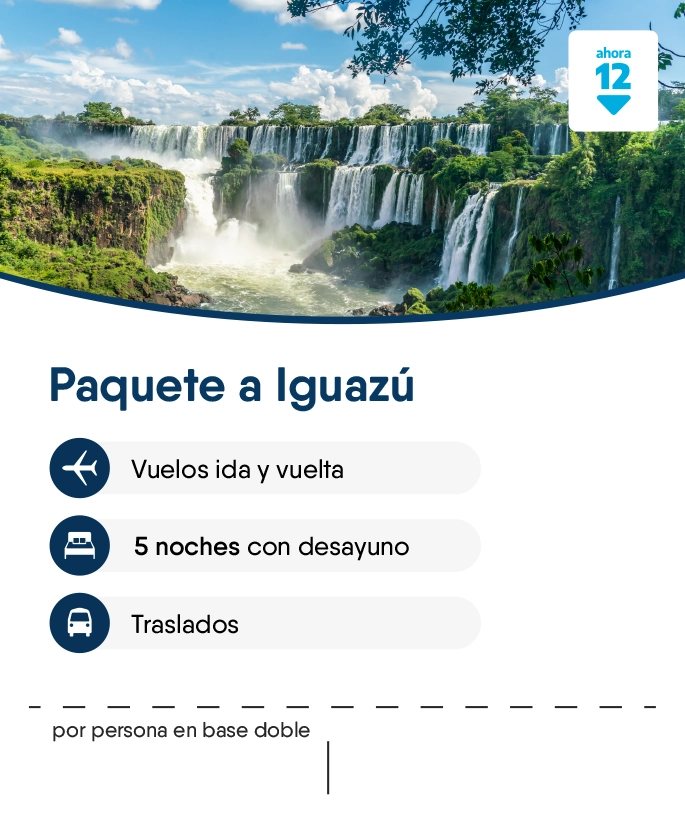 ahora
12
Paquete a Iguazú
Vuelos ida y vuelta
5 noches con desayuno
Traslados
por persona en base doble